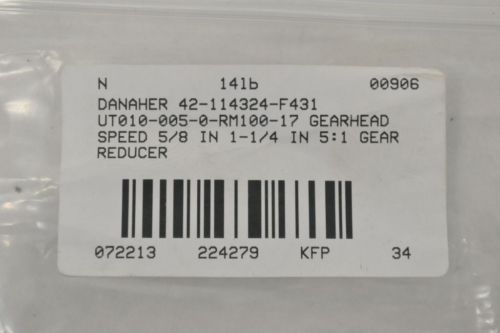 N 14lb 00906
DANAHER 42-114324-F431
UT010-005-0-RM100-17 GEARHEAD
SPEED 5/8 IN 1-1/4 IN 5:1 GEAR
REDUCER
072213 224279 KFP 34